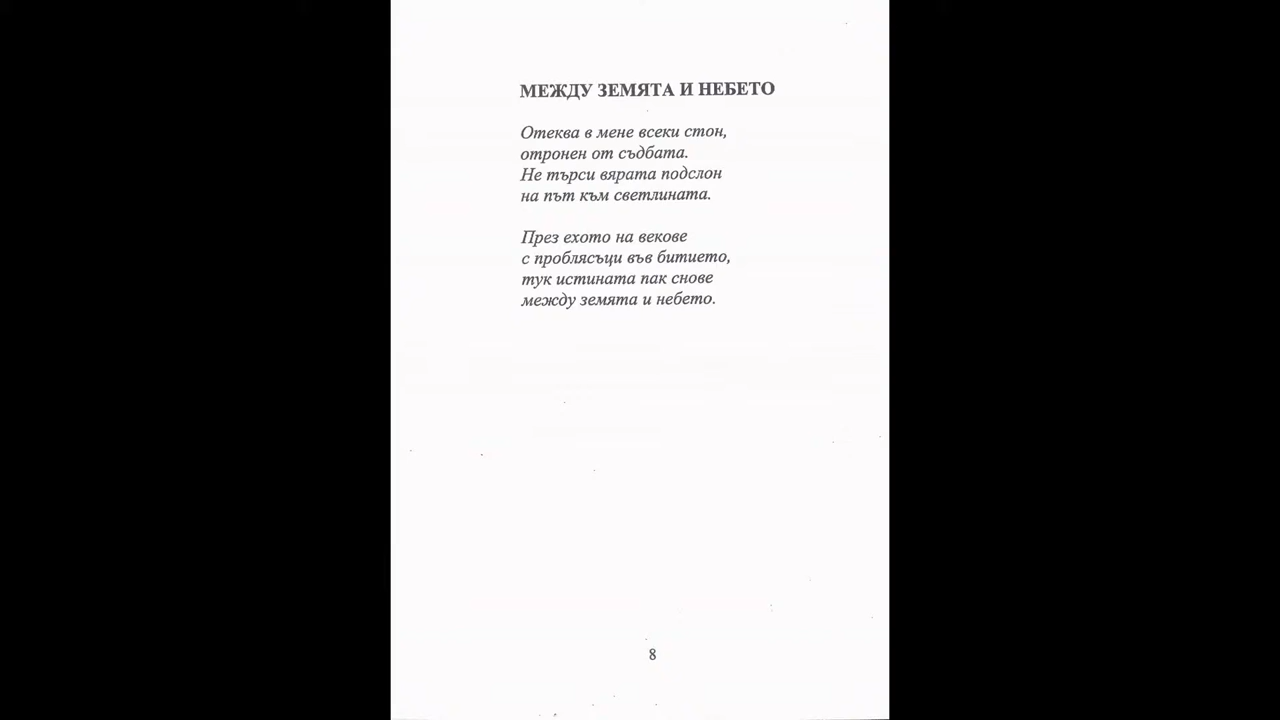 МЕЖДУ ЗЕМЯТА И НЕБЕТО
Отеква в мене всеки стон,
отронен от съдбата.
Не търси вярата подслон
на път към светлината.
През ехото на векове
с проблясъци във битието,
тук истината пак снове
между земята и небето.
8